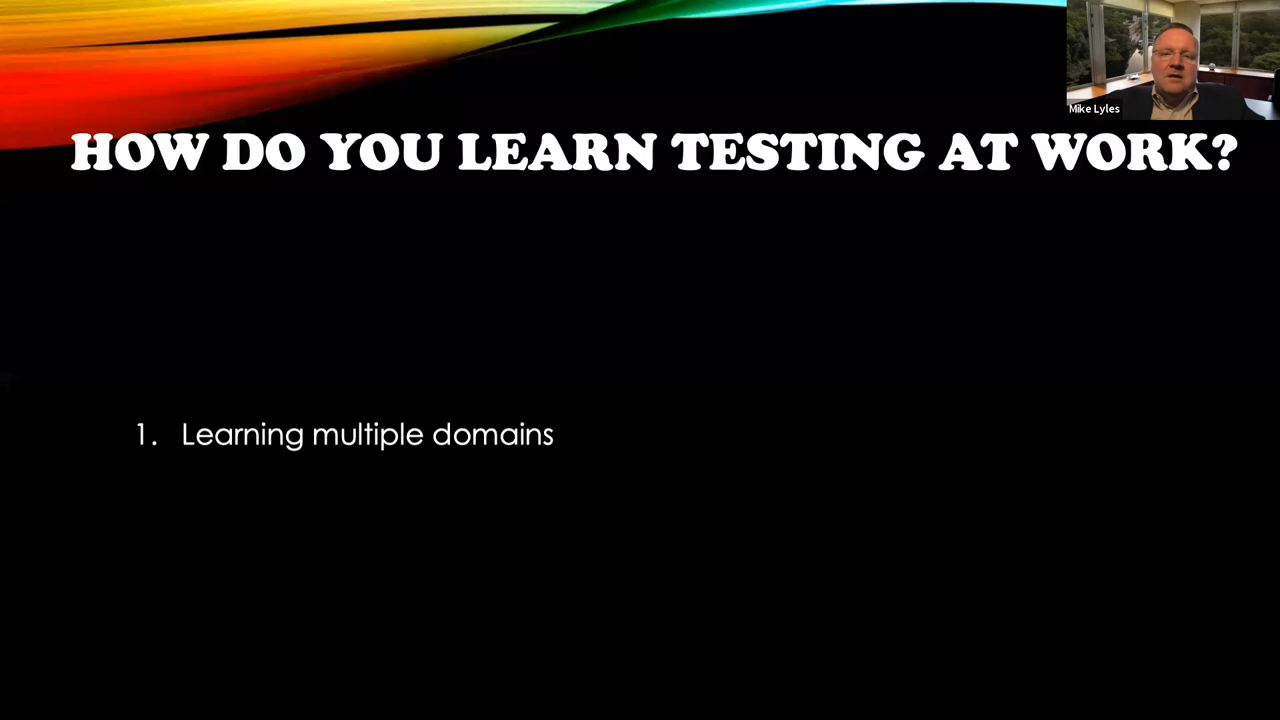 Mike Lyles
HOW DO YOU LEARN TESTING AT WORK?
1. Learning multiple domains